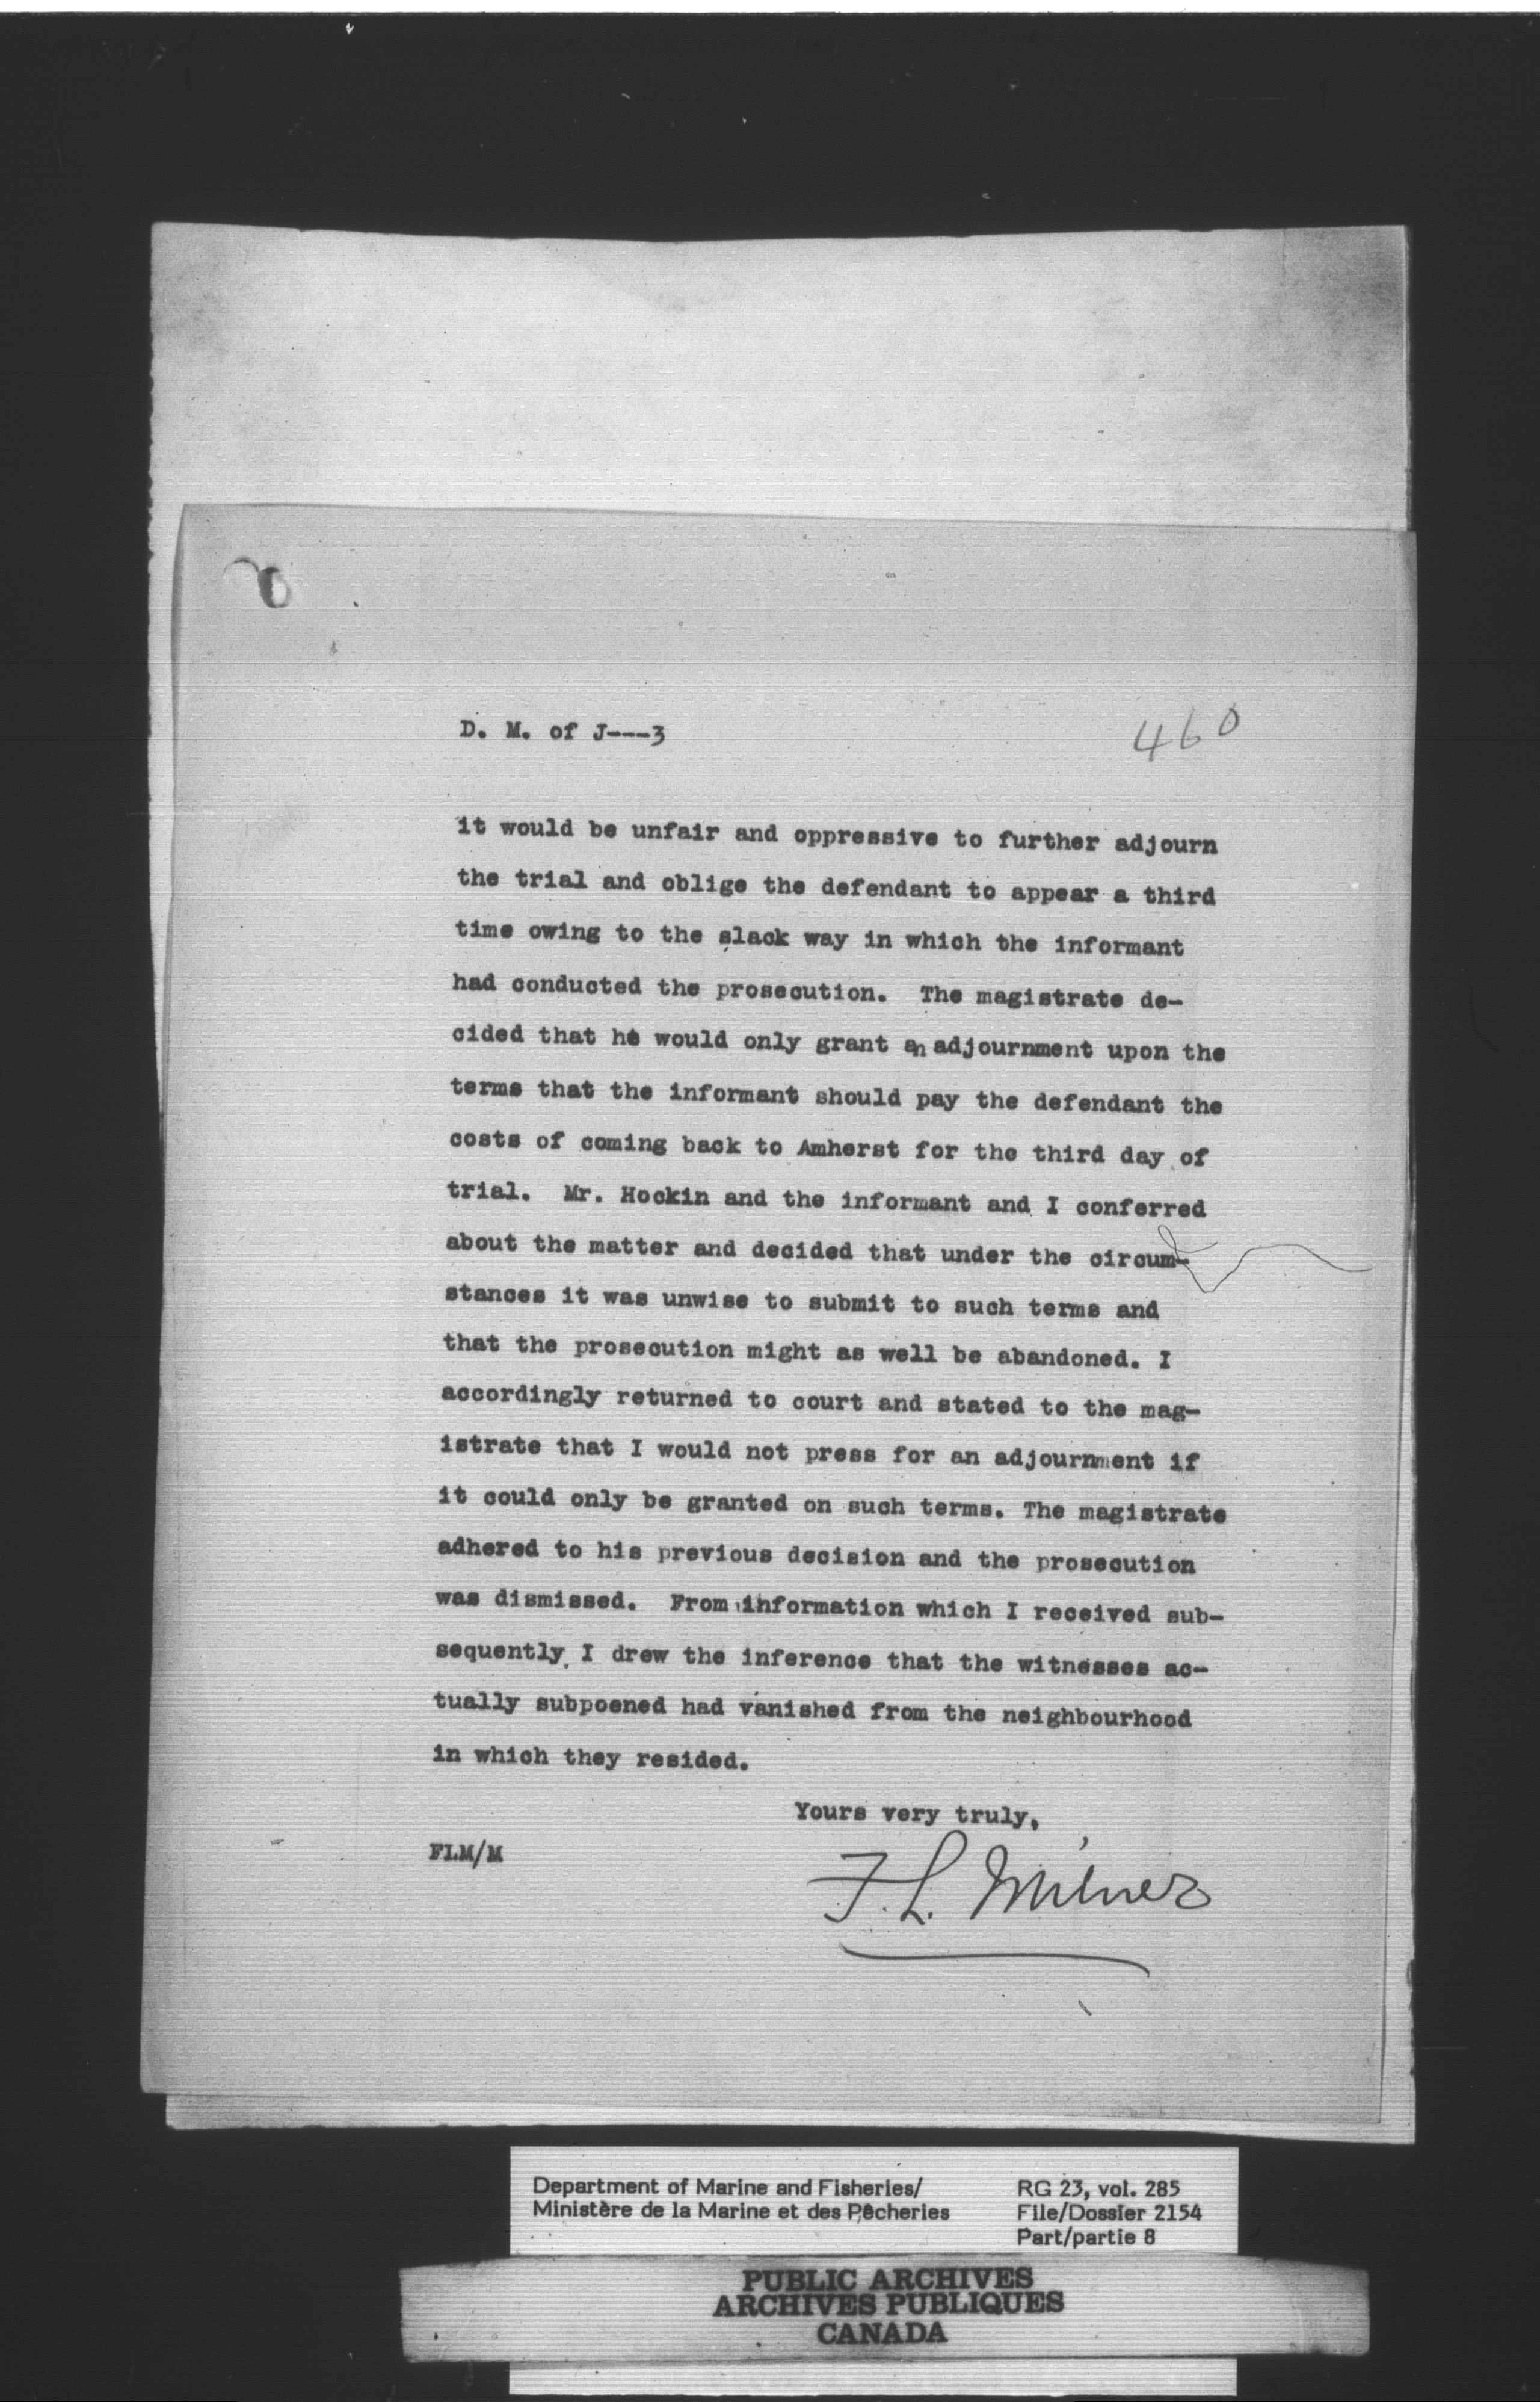 D. M. of J---3
460
it would be unfair and oppressive to further adjourn
the trial and oblige the defendant to appear a third
time owing to the slack way in which the informant
had conducted the prosecution. The magistrate de-
cided that he would only grant an adjournment upon the
terms that the informant should pay the defendant the
costs of coming back to Amherst for the third day of
trial. Mr. Hockin and the informant and I conferred
about the matter and decided that under the circum-
stances it was unwise to submit to such terms and
that the prosecution might as well be abandoned. I
accordingly returned to court and stated to the mag-
istrate that I would not press for an adjournment if
it could only be granted on such terms. The magistrate
adhered to his previous decision and the prosecution
was dismissed. From information which I received sub-
sequently I drew the inference that the witnesses ac-
tually subpoened had vanished from the neighbourhood
in which they resided.
Yours very truly,
FLM/M
F. L. Milner
Department of Marine and Fisheries/ RG 23, vol. 285
Ministère de la Marine et des Pêcheries File/Dossier 2154
Part/partie 8
PUBLIC ARCHIVES
ARCHIVES PUBLIQUES
CANADA